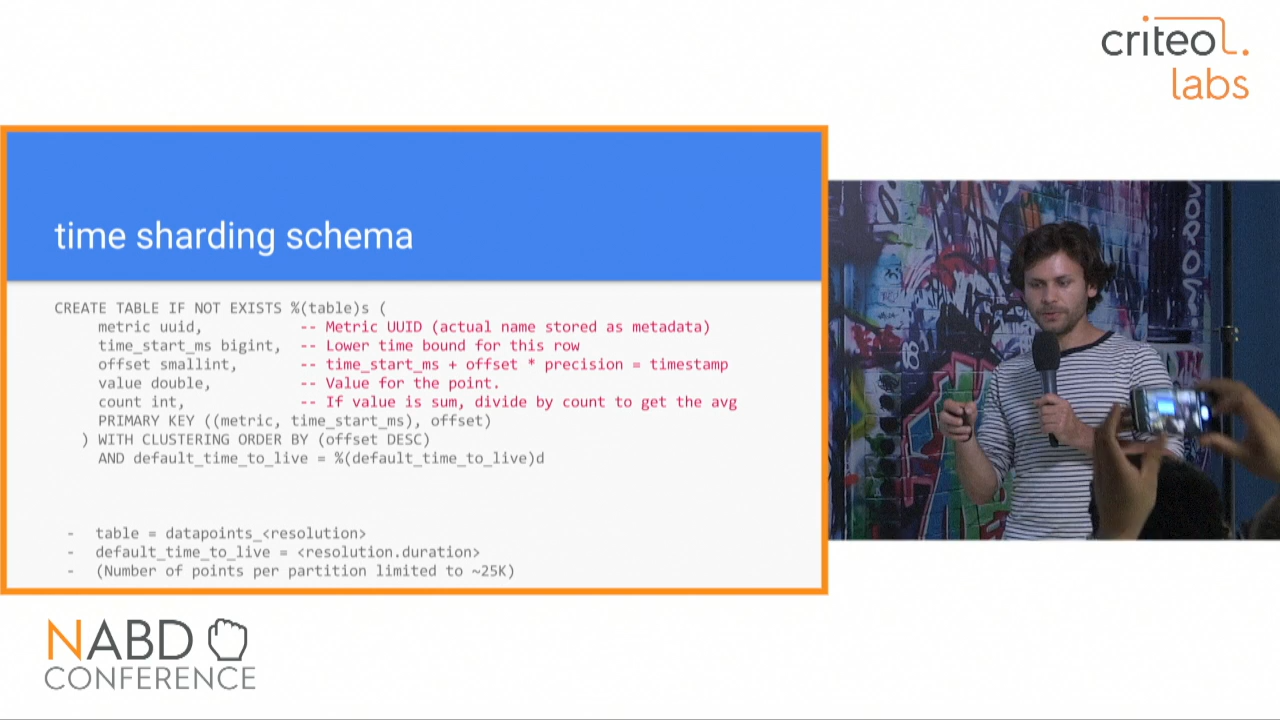 criteo.
labs
time sharding schema
CREATE TABLE IF NOT EXISTS %(table)s (
metric uuid, -- Metric UUID (actual name stored as metadata)
time_start_ms bigint, -- Lower time bound for this row
offset smallint, -- time_start_ms + offset * precision = timestamp
value double, -- Value for the point.
count int, -- If value is sum, divide by count to get the avg
PRIMARY KEY ((metric, time_start_ms), offset)
) WITH CLUSTERING ORDER BY (offset DESC)
AND default_time_to_live = %(default_time_to_live)d
- table = datapoints_<resolution>
- default_time_to_live = <resolution.duration>
- (Number of points per partition limited to ~25K)
NABD
CONFERENCE